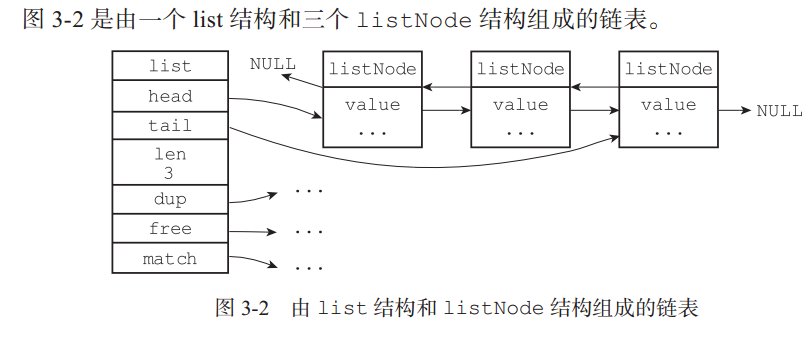 图 3-2 是由一个 list 结构和三个 listNode 结构组成的链表。
list
head
tail
len
3
dup
free
match
NULL
listNode
value
...
listNode
value
...
listNode
value
...
NULL
...
...
...
图 3-2 由 list 结构和 listNode 结构组成的链表